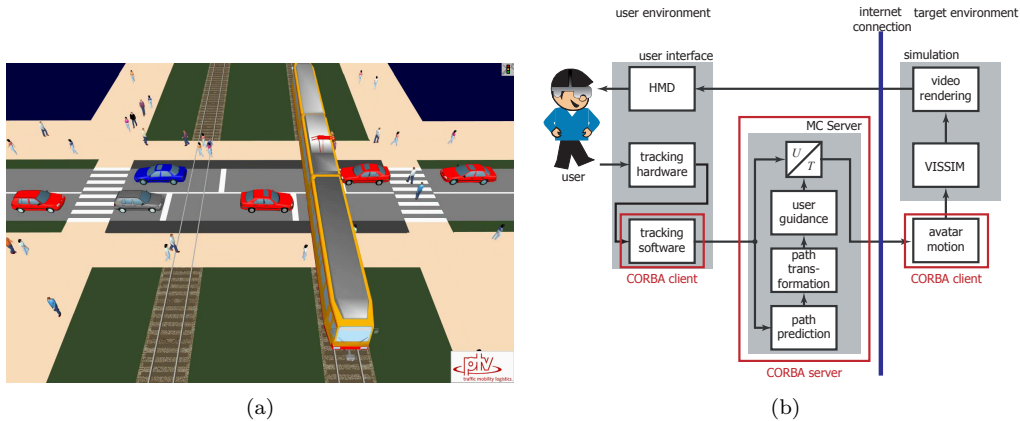 ptv
traffic mobility logistics
(a)
user environment
internet
connection
target environment
user interface
simulation
HMD
video
rendering
MC Server
user
tracking
hardware
U
T
VISSIM
user
guidance
tracking
software
avatar
motion
CORBA client
path
trans-
formation
CORBA client
path
prediction
CORBA server
(b)